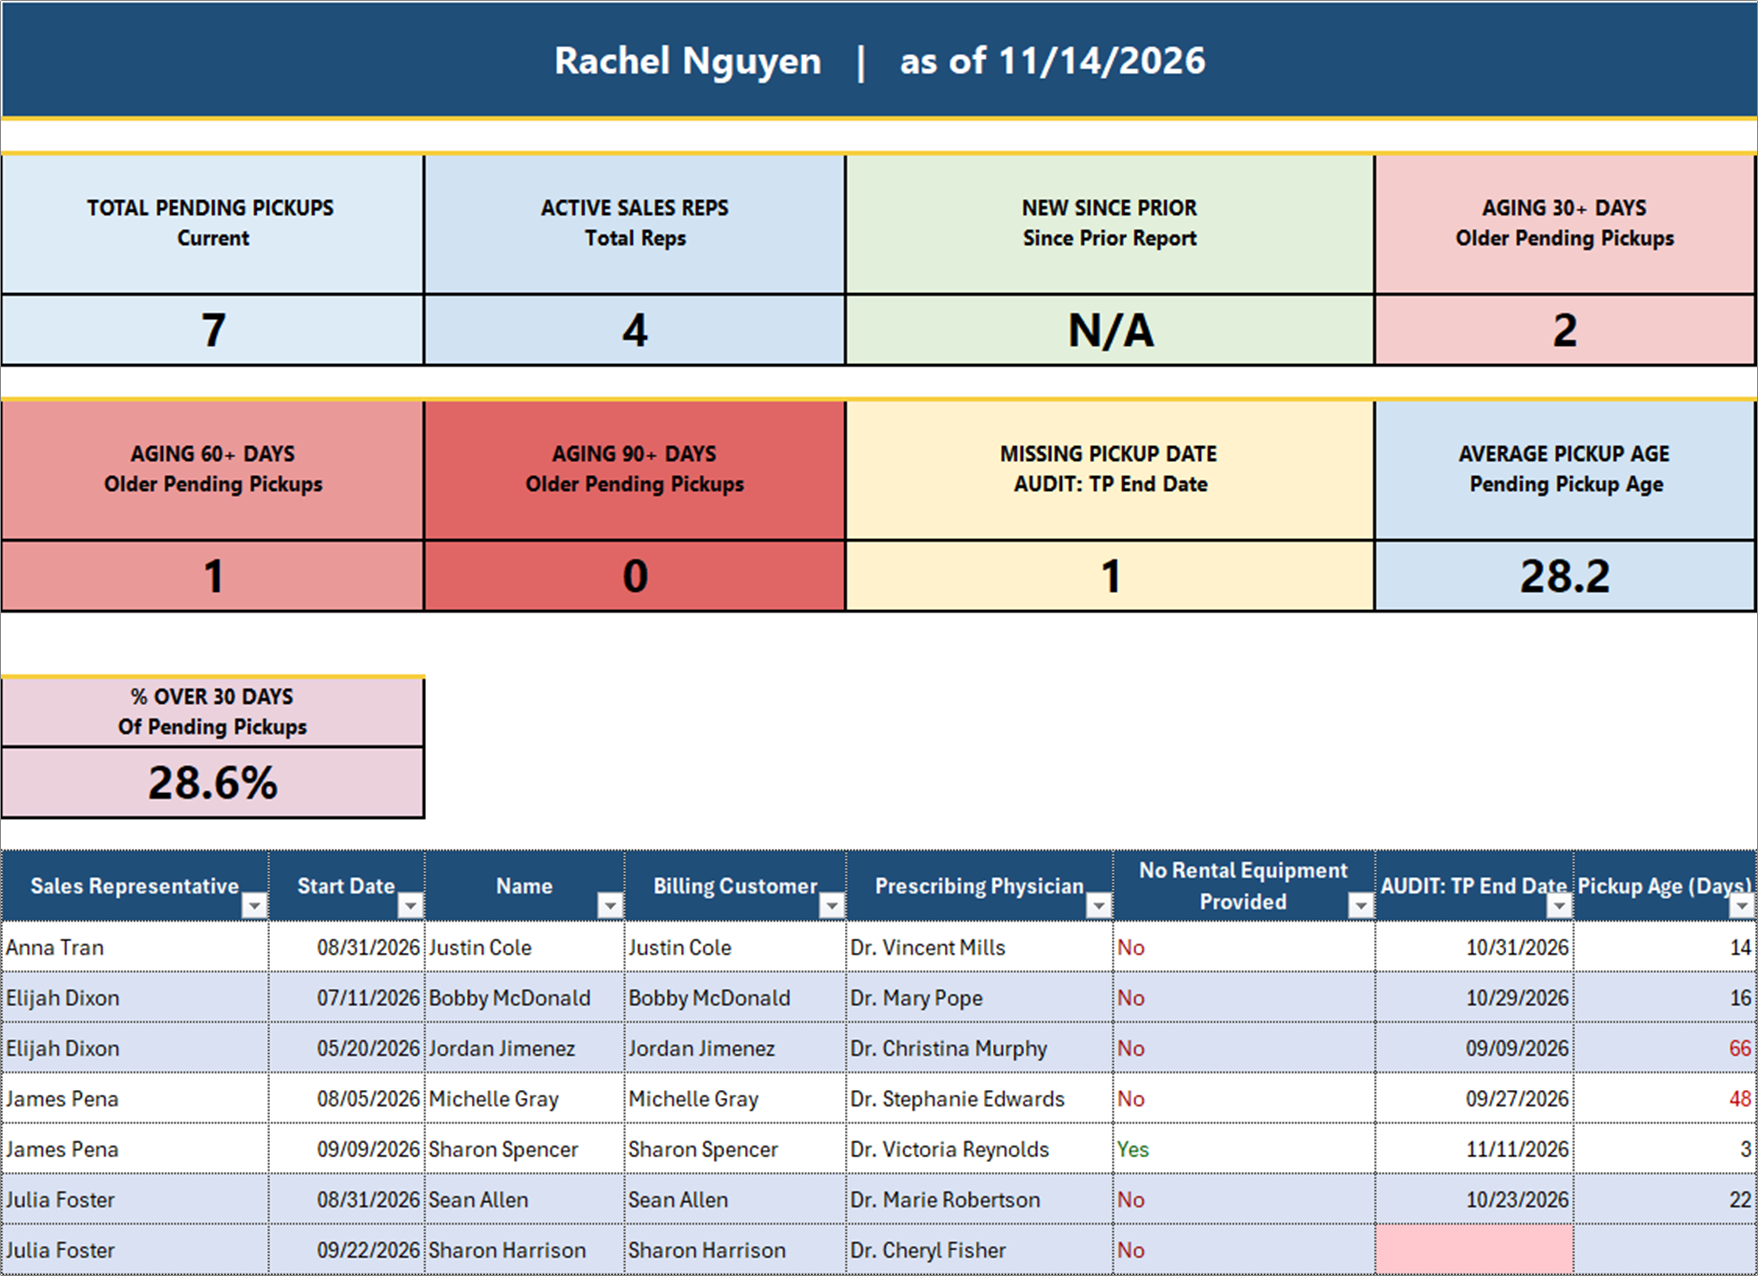 Rachel Nguyen | as of 11/14/2026
TOTAL PENDING PICKUPS
Current
ACTIVE SALES REPS
Total Reps
NEW SINCE PRIOR
Since Prior Report
AGING 30+ DAYS
Older Pending Pickups
7
4
N/A
2
AGING 60+ DAYS
Older Pending Pickups
AGING 90+ DAYS
Older Pending Pickups
MISSING PICKUP DATE
AUDIT: TP End Date
AVERAGE PICKUP AGE
Pending Pickup Age
1
0
1
28.2
% OVER 30 DAYS
Of Pending Pickups
28.6%
Sales Representative Start Date Name Billing Customer Prescribing Physician No Rental Equipment Provided AUDIT: TP End Date Pickup Age (Days)
Anna Tran 08/31/2026 Justin Cole Justin Cole Dr. Vincent Mills No 10/31/2026 14
Elijah Dixon 07/11/2026 Bobby McDonald Bobby McDonald Dr. Mary Pope No 10/29/2026 16
Elijah Dixon 05/20/2026 Jordan Jimenez Jordan Jimenez Dr. Christina Murphy No 09/09/2026 66
James Pena 08/05/2026 Michelle Gray Michelle Gray Dr. Stephanie Edwards No 09/27/2026 48
James Pena 09/09/2026 Sharon Spencer Sharon Spencer Dr. Victoria Reynolds Yes 11/11/2026 3
Julia Foster 08/31/2026 Sean Allen Sean Allen Dr. Marie Robertson No 10/23/2026 22
Julia Foster 09/22/2026 Sharon Harrison Sharon Harrison Dr. Cheryl Fisher No